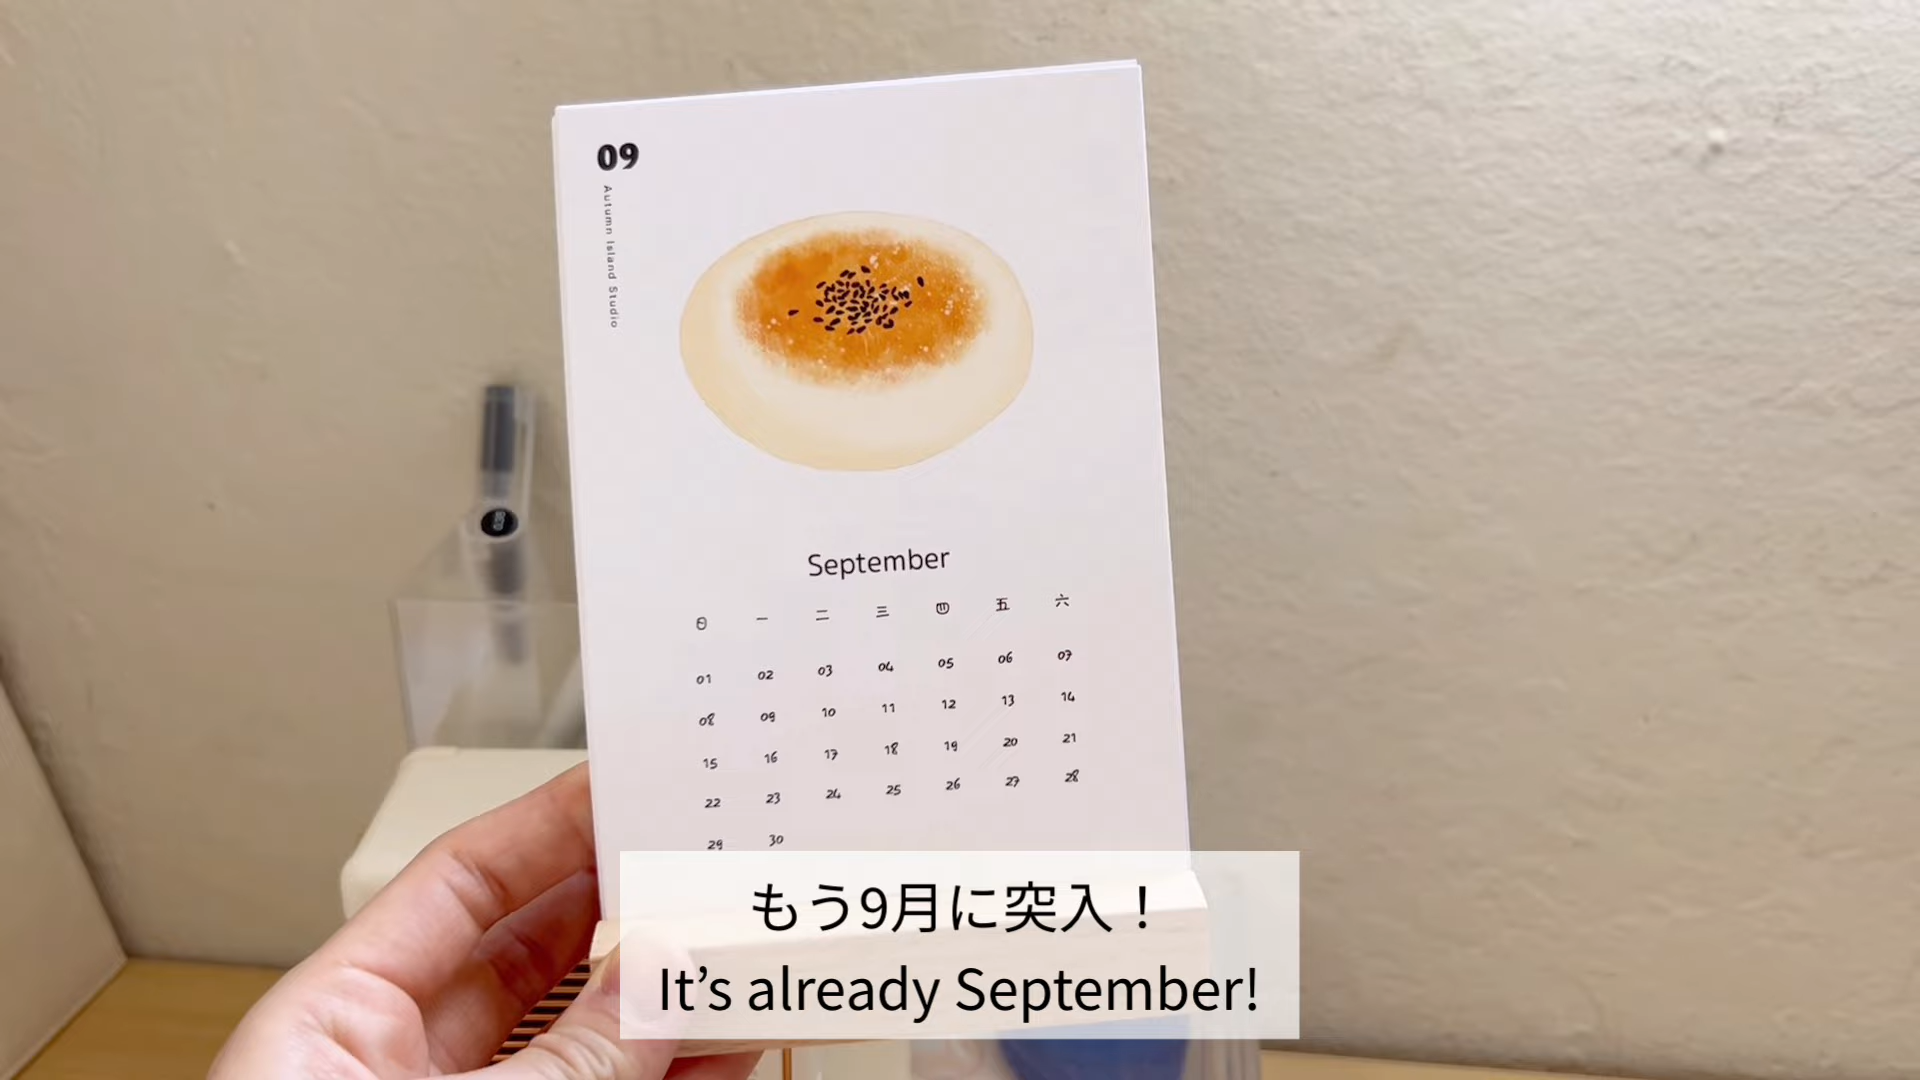 09
Autumn Island Studio
September
日 一 二 三 四 五 六
01 02 03 04 05 06 07
08 09 10 11 12 13 14
15 16 17 18 19 20 21
22 23 24 25 26 27 28
29 30
もう9月に突入！
It’s already September!